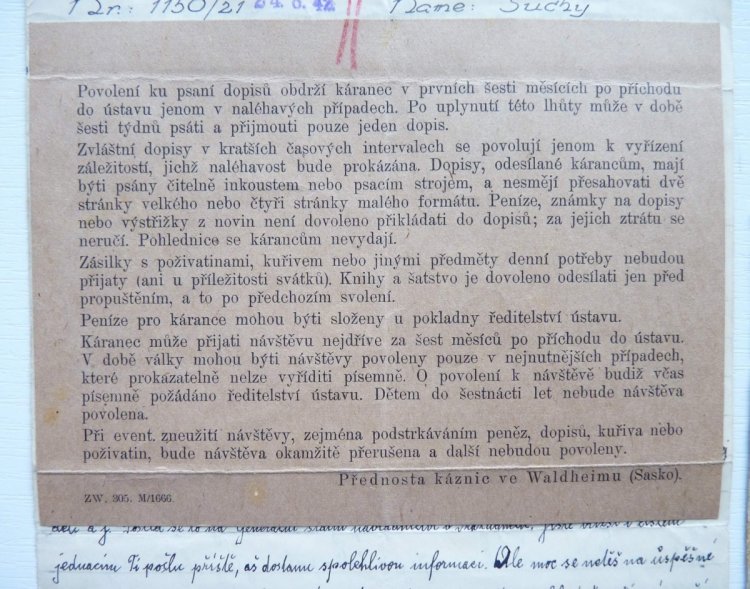 Nr.: 1150/21 24.6.42 Name: Suchy
Povolení ku psaní dopisů obdrží káranec v prvních šesti měsících po příchodu
do ústavu jenom v naléhavých případech. Po uplynutí této lhůty může v době
šesti týdnů psáti a přijmouti pouze jeden dopis.
Zvláštní dopisy v kratších časových intervalech se povolují jenom k vyřízení
záležitostí, jichž naléhavost bude prokázána. Dopisy, odesílané kárancům, mají
býti psány čitelně inkoustem nebo psacím strojem, a nesmějí přesahovati dvě
stránky velkého nebo čtyři stránky malého formátu. Peníze, známky na dopisy
nebo výstřižky z novin není dovoleno přikládati do dopisů; za jejich ztrátu se
neručí. Pohlednice se kárancům nevydají.
Zásilky s poživatinami, kuřivem nebo jinými předměty denní potřeby nebudou
přijaty (ani u příležitosti svátků). Knihy a šatstvo je dovoleno odesílati jen před
propuštěním, a to po předchozím svolení.
Peníze pro kárance mohou býti složeny u pokladny ředitelství ústavu.
Káranec může přijati návštěvu nejdříve za šest měsíců po příchodu do ústavu.
V době války mohou býti návštěvy povoleny pouze v nejnutnějších případech,
které prokazatelně nelze vyříditi písemně. O povolení k návštěvě budiž včas
písemně požádáno ředitelství ústavu. Dětem do šestnácti let nebude návštěva
povolena.
Při event. zneužití návštěvy, zejména podstrkáváním peněz, dopisů, kuřiva nebo
poživatin, bude návštěva okamžitě přerušena a další nebudou povoleny.
Přednosta káznic ve Waldheimu (Sasko).
ZW. 305. M/1666
jednacím Ti pošlu příště, až dostanu spolehlivou informaci. Ale moc se netěš na úspěšné